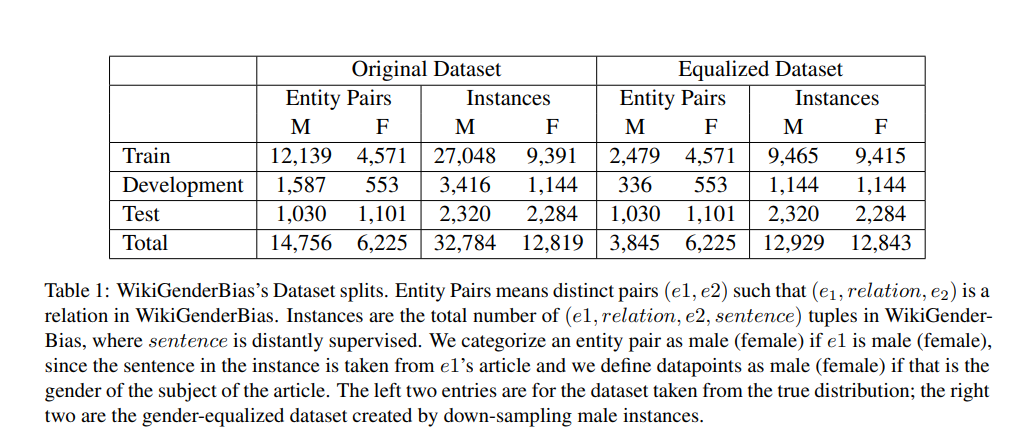 Original Dataset Equalized Dataset
Entity Pairs Instances Entity Pairs Instances
M F M F M F M F
Train 12,139 4,571 27,048 9,391 2,479 4,571 9,465 9,415
Development 1,587 553 3,416 1,144 336 553 1,144 1,144
Test 1,030 1,101 2,320 2,284 1,030 1,101 2,320 2,284
Total 14,756 6,225 32,784 12,819 3,845 6,225 12,929 12,843
Table 1: WikiGenderBias's Dataset splits. Entity Pairs means distinct pairs (e1, e2) such that (e₁, relation, e₂) is a
relation in WikiGenderBias. Instances are the total number of (e1, relation, e2, sentence) tuples in WikiGender-
Bias, where sentence is distantly supervised. We categorize an entity pair as male (female) if e1 is male (female),
since the sentence in the instance is taken from e1's article and we define datapoints as male (female) if that is the
gender of the subject of the article. The left two entries are for the dataset taken from the true distribution; the right
two are the gender-equalized dataset created by down-sampling male instances.